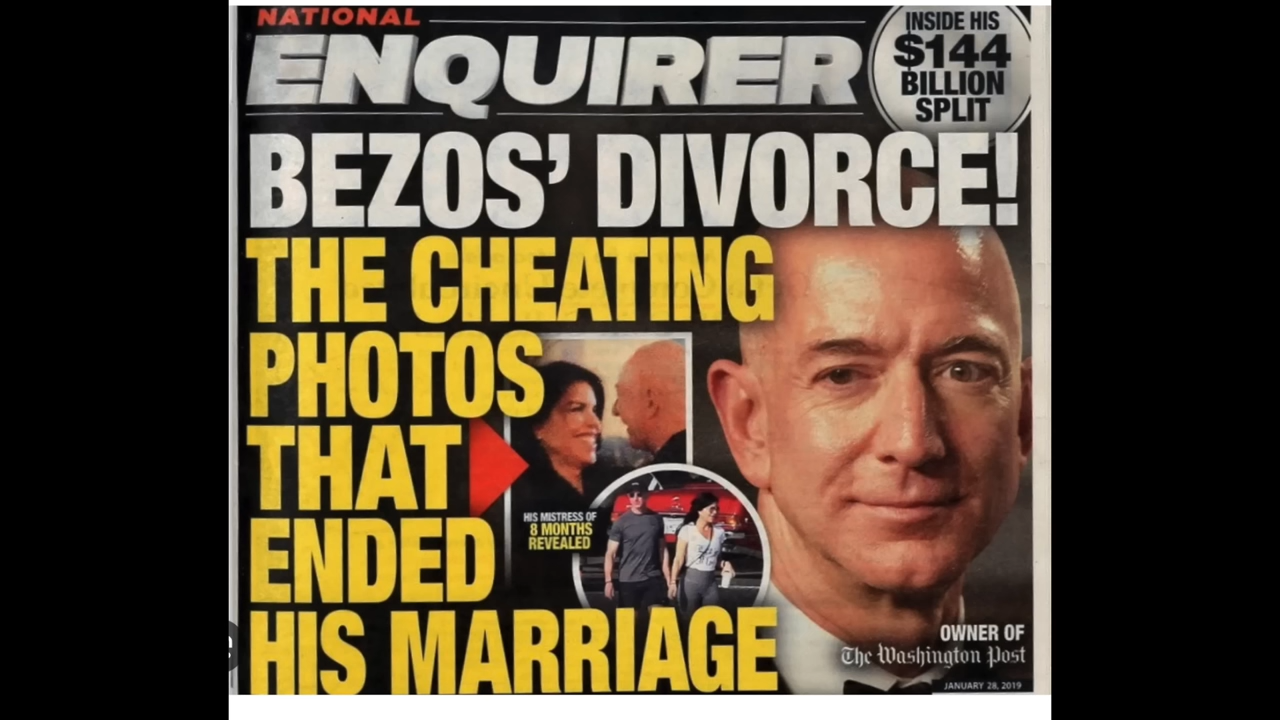 NATIONAL
ENQUIRER
INSIDE HIS
$144
BILLION
SPLIT
BEZOS' DIVORCE!
THE CHEATING
PHOTOS
THAT
ENDED
HIS MARRIAGE
HIS MISTRESS OF
8 MONTHS
REVEALED
OWNER OF
The Washington Post
JANUARY 28, 2019